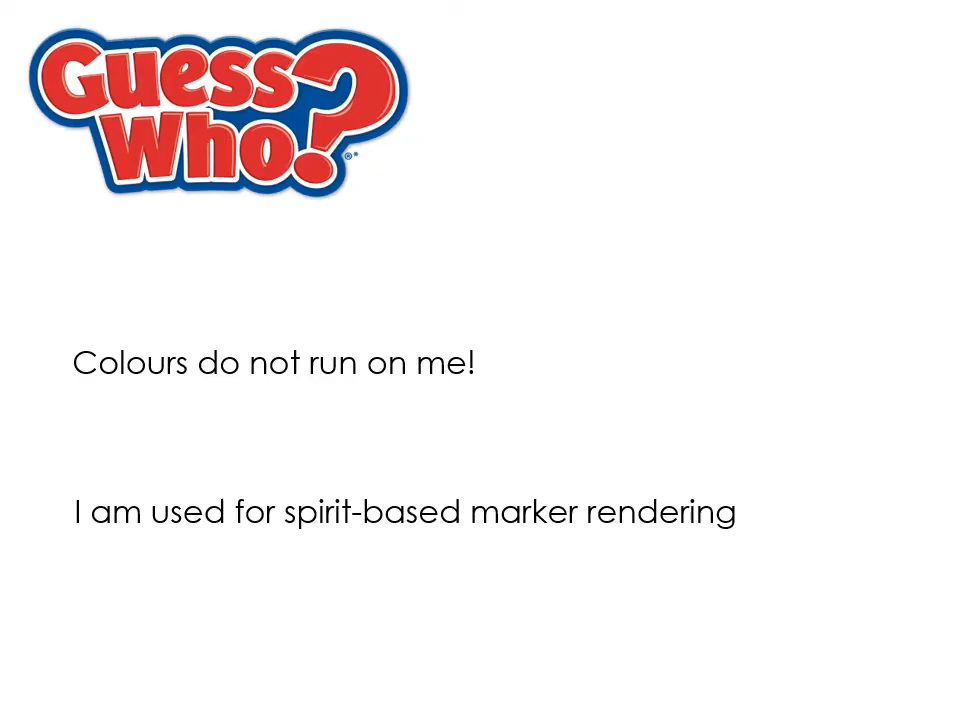 Guess
Who?
®*
Colours do not run on me!
I am used for spirit-based marker rendering